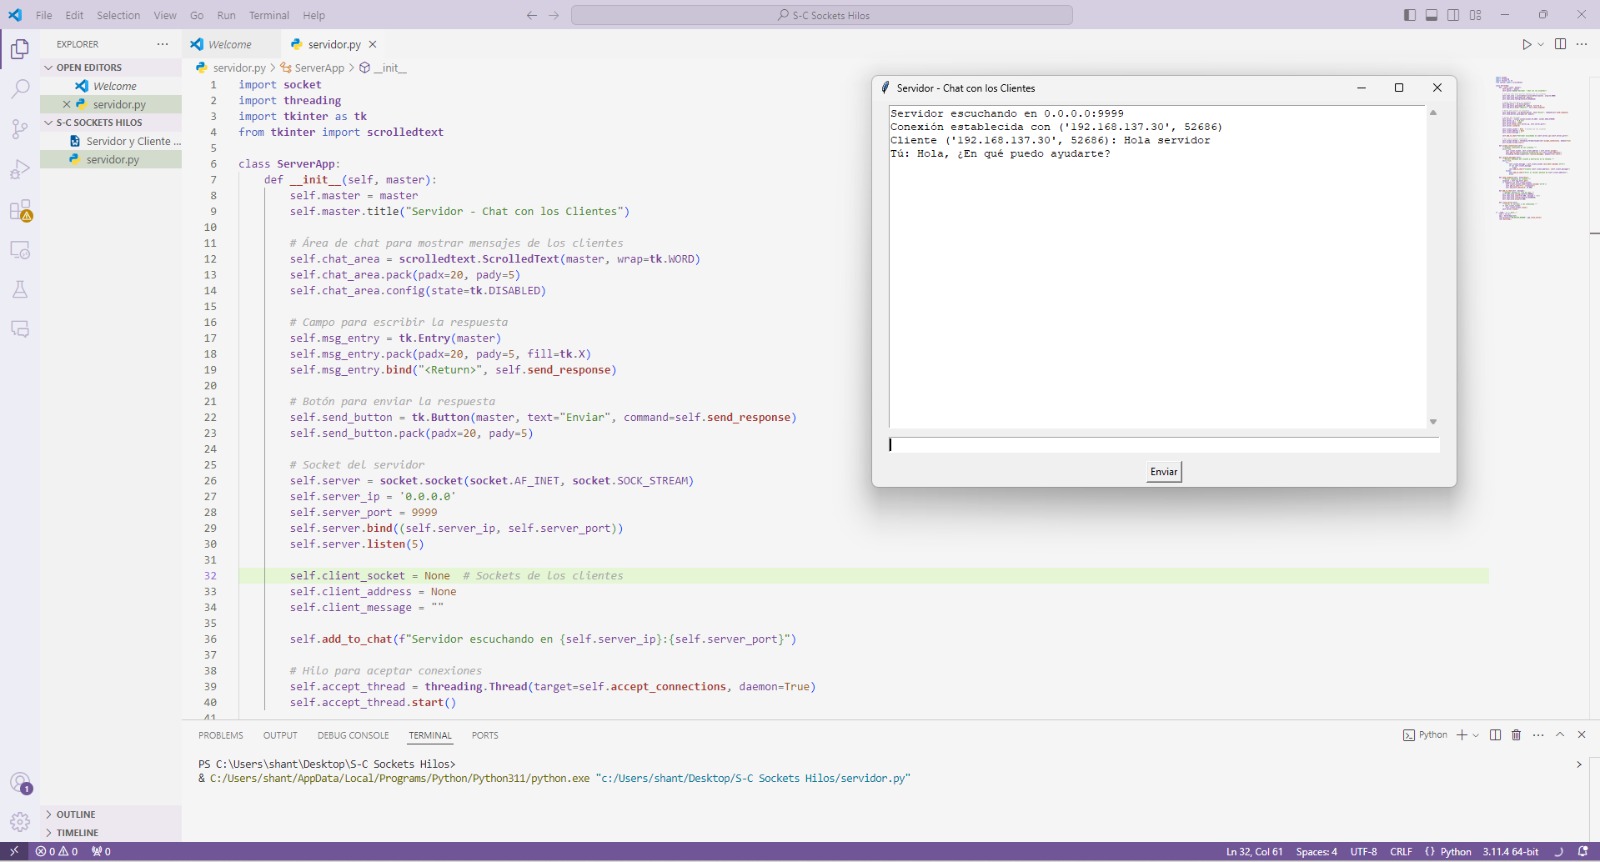 File Edit Selection View Go Run Terminal Help
S-C Sockets Hilos
EXPLORER
OPEN EDITORS
Welcome
servidor.py
S-C SOCKETS HILOS
Servidor y Cliente ...
servidor.py
OUTLINE
TIMELINE
Welcome
servidor.py
servidor.py > ServerApp > __init__
1 import socket
2 import threading
3 import tkinter as tk
4 from tkinter import scrolledtext
5
6 class ServerApp:
7 def __init__(self, master):
8 self.master = master
9 self.master.title("Servidor - Chat con los Clientes")
10
11 # Área de chat para mostrar mensajes de los clientes
12 self.chat_area = scrolledtext.ScrolledText(master, wrap=tk.WORD)
13 self.chat_area.pack(padx=20, pady=5)
14 self.chat_area.config(state=tk.DISABLED)
15
16 # Campo para escribir la respuesta
17 self.msg_entry = tk.Entry(master)
18 self.msg_entry.pack(padx=20, pady=5, fill=tk.X)
19 self.msg_entry.bind("<Return>", self.send_response)
20
21 # Botón para enviar la respuesta
22 self.send_button = tk.Button(master, text="Enviar", command=self.send_response)
23 self.send_button.pack(padx=20, pady=5)
24
25 # Socket del servidor
26 self.server = socket.socket(socket.AF_INET, socket.SOCK_STREAM)
27 self.server_ip = '0.0.0.0'
28 self.server_port = 9999
29 self.server.bind((self.server_ip, self.server_port))
30 self.server.listen(5)
31
32 self.client_socket = None # Sockets de los clientes
33 self.client_address = None
34 self.client_message = ""
35
36 self.add_to_chat(f"Servidor escuchando en {self.server_ip}:{self.server_port}")
37
38 # Hilo para aceptar conexiones
39 self.accept_thread = threading.Thread(target=self.accept_connections, daemon=True)
40 self.accept_thread.start()
41
Servidor - Chat con los Clientes
Servidor escuchando en 0.0.0.0:9999
Conexión establecida con ('192.168.137.30', 52686)
Cliente ('192.168.137.30', 52686): Hola servidor
Tú: Hola, ¿En qué puedo ayudarte?
Enviar
PROBLEMS OUTPUT DEBUG CONSOLE TERMINAL PORTS
Python
PS C:\Users\shant\Desktop\S-C Sockets Hilos>
& C:/Users/shant/AppData/Local/Programs/Python/Python311/python.exe "c:/Users/shant/Desktop/S-C Sockets Hilos/servidor.py"
1
0 0 0
Ln 32, Col 61 Spaces: 4 UTF-8 CRLF {} Python 3.11.4 64-bit